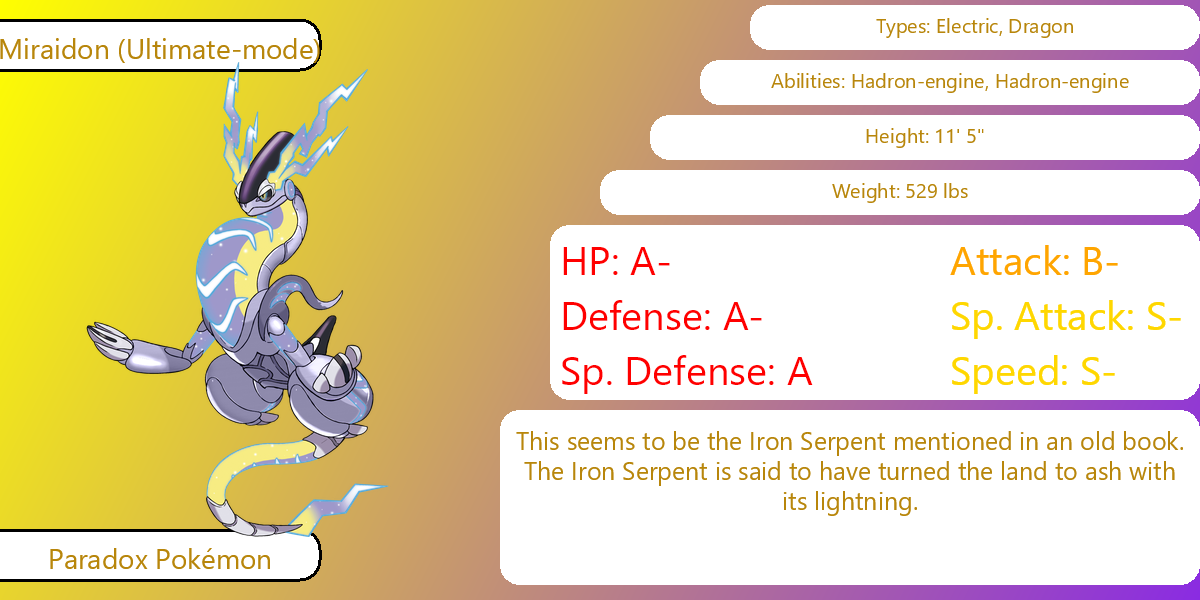 Miraidon (Ultimate-mode)
Types: Electric, Dragon
Abilities: Hadron-engine, Hadron-engine
Height: 11' 5"
Weight: 529 lbs
HP: A-
Attack: B-
Defense: A-
Sp. Attack: S-
Sp. Defense: A
Speed: S-
This seems to be the Iron Serpent mentioned in an old book.
The Iron Serpent is said to have turned the land to ash with
its lightning.
Paradox Pokémon